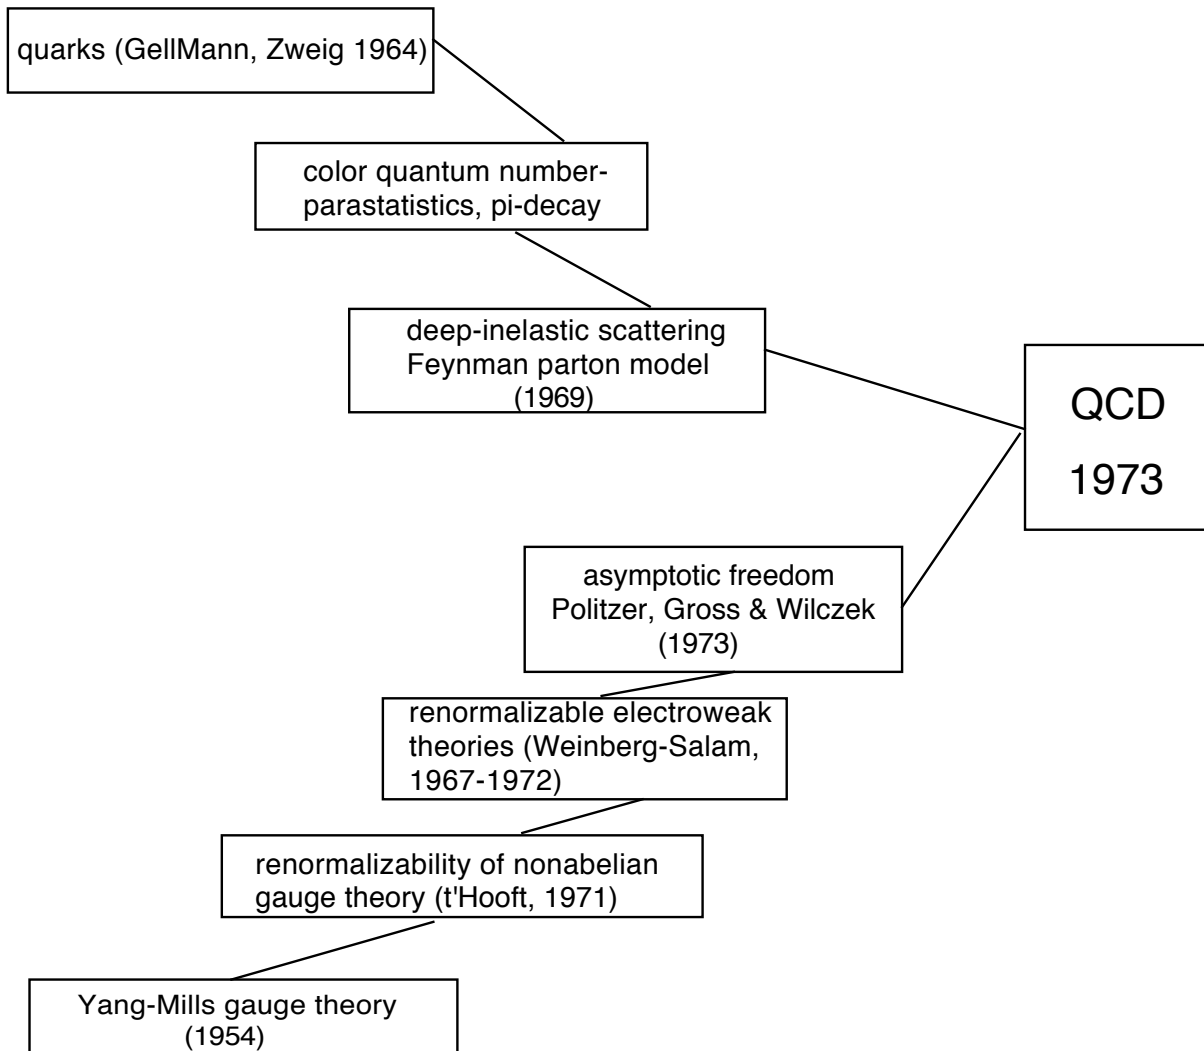 quarks (GellMann, Zweig 1964)
color quantum number-
parastatistics, pi-decay
deep-inelastic scattering
Feynman parton model
(1969)
QCD
1973
asymptotic freedom
Politzer, Gross & Wilczek
(1973)
renormalizable electroweak
theories (Weinberg-Salam,
1967-1972)
renormalizability of nonabelian
gauge theory (t'Hooft, 1971)
Yang-Mills gauge theory
(1954)